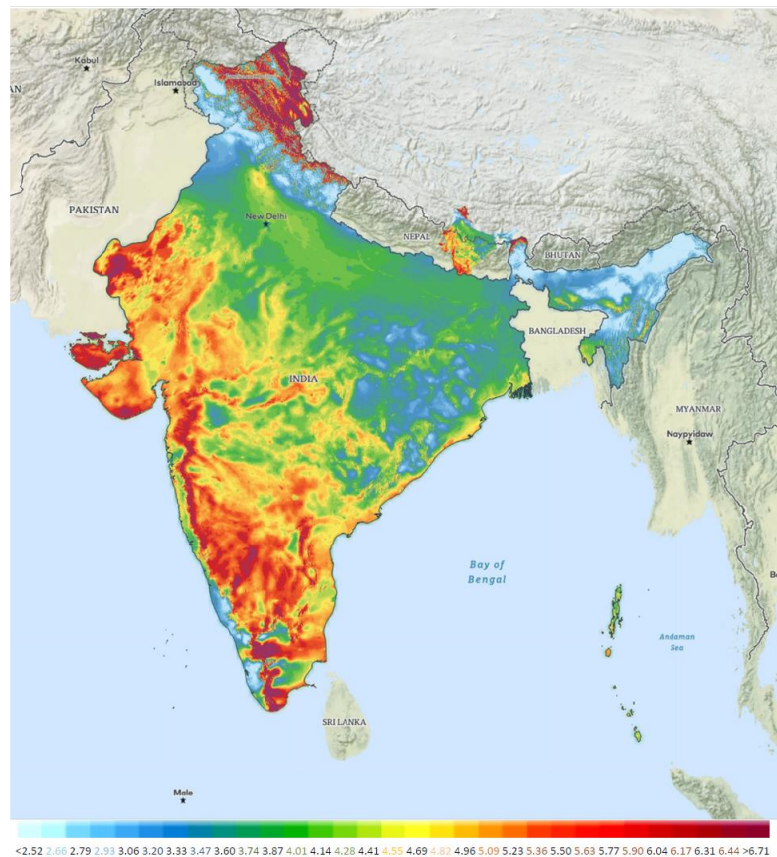 Kabul
Islamabad
AN
PAKISTAN
New Delhi
NEPAL
BHUTAN
BANGLADESH
INDIA
MYANMAR
Naypyidaw
Bay of
Bengal
B
Andaman
Sea
SRI LANKA
Male
<2.52 2.66 2.79 2.93 3.06 3.20 3.33 3.47 3.60 3.74 3.87 4.01 4.14 4.28 4.41 4.55 4.69 4.82 4.96 5.09 5.23 5.36 5.50 5.63 5.77 5.90 6.04 6.17 6.31 6.44 >6.71